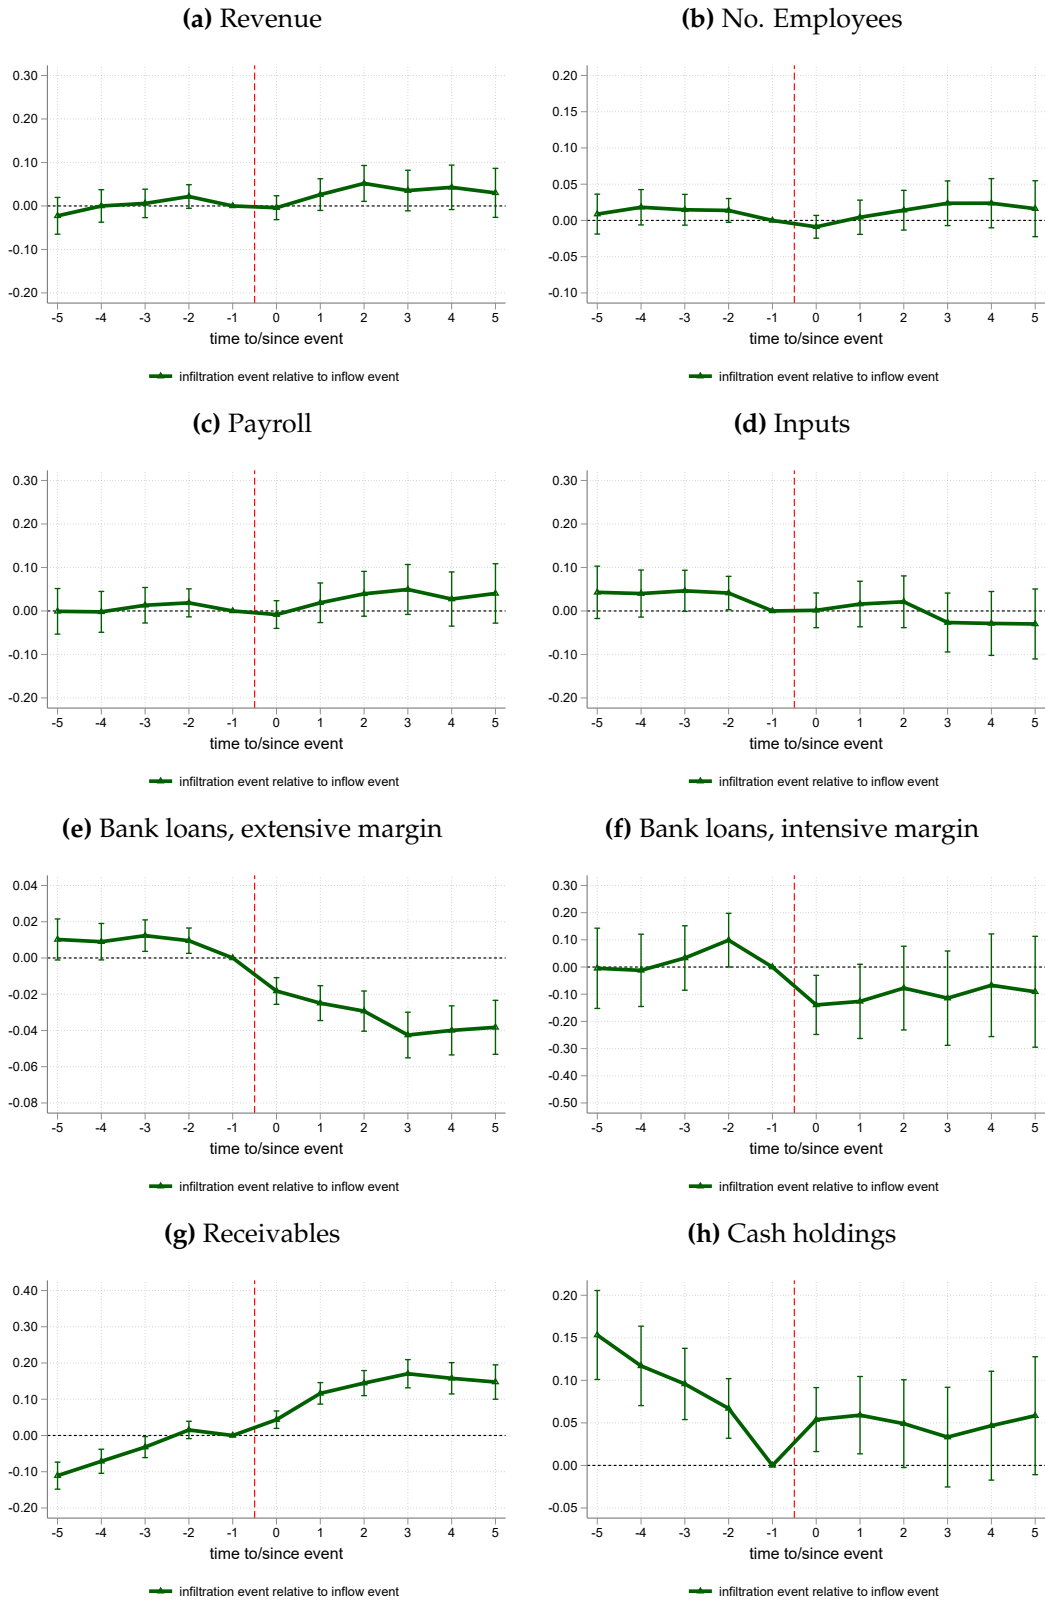 (a) Revenue
0.30
0.20
0.10
0.00
-0.10
-0.20
-5 -4 -3 -2 -1 0 1 2 3 4 5
time to/since event
infiltration event relative to inflow event
(b) No. Employees
0.20
0.15
0.10
0.05
0.00
-0.05
-0.10
-5 -4 -3 -2 -1 0 1 2 3 4 5
time to/since event
infiltration event relative to inflow event
(c) Payroll
0.30
0.20
0.10
0.00
-0.10
-0.20
-5 -4 -3 -2 -1 0 1 2 3 4 5
time to/since event
infiltration event relative to inflow event
(d) Inputs
0.30
0.20
0.10
0.00
-0.10
-0.20
-5 -4 -3 -2 -1 0 1 2 3 4 5
time to/since event
infiltration event relative to inflow event
(e) Bank loans, extensive margin
0.04
0.02
0.00
-0.02
-0.04
-0.06
-0.08
-5 -4 -3 -2 -1 0 1 2 3 4 5
time to/since event
infiltration event relative to inflow event
(f) Bank loans, intensive margin
0.30
0.20
0.10
0.00
-0.10
-0.20
-0.30
-0.40
-0.50
-5 -4 -3 -2 -1 0 1 2 3 4 5
time to/since event
infiltration event relative to inflow event
(g) Receivables
0.40
0.30
0.20
0.10
0.00
-0.10
-0.20
-5 -4 -3 -2 -1 0 1 2 3 4 5
time to/since event
infiltration event relative to inflow event
(h) Cash holdings
0.20
0.15
0.10
0.05
0.00
-0.05
-5 -4 -3 -2 -1 0 1 2 3 4 5
time to/since event
infiltration event relative to inflow event